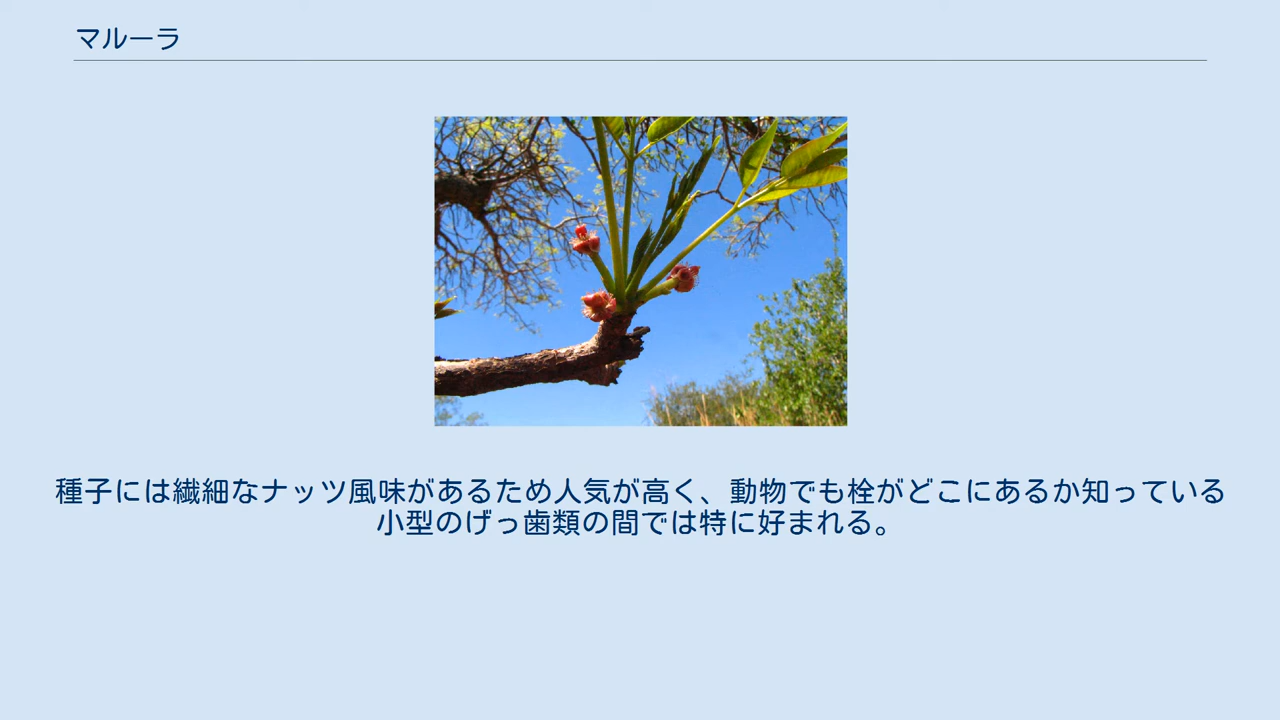 マルーラ
種子には繊細なナッツ風味があるため人気が高く、動物でも栓がどこにあるか知っている
小型のげっ歯類の間では特に好まれる。